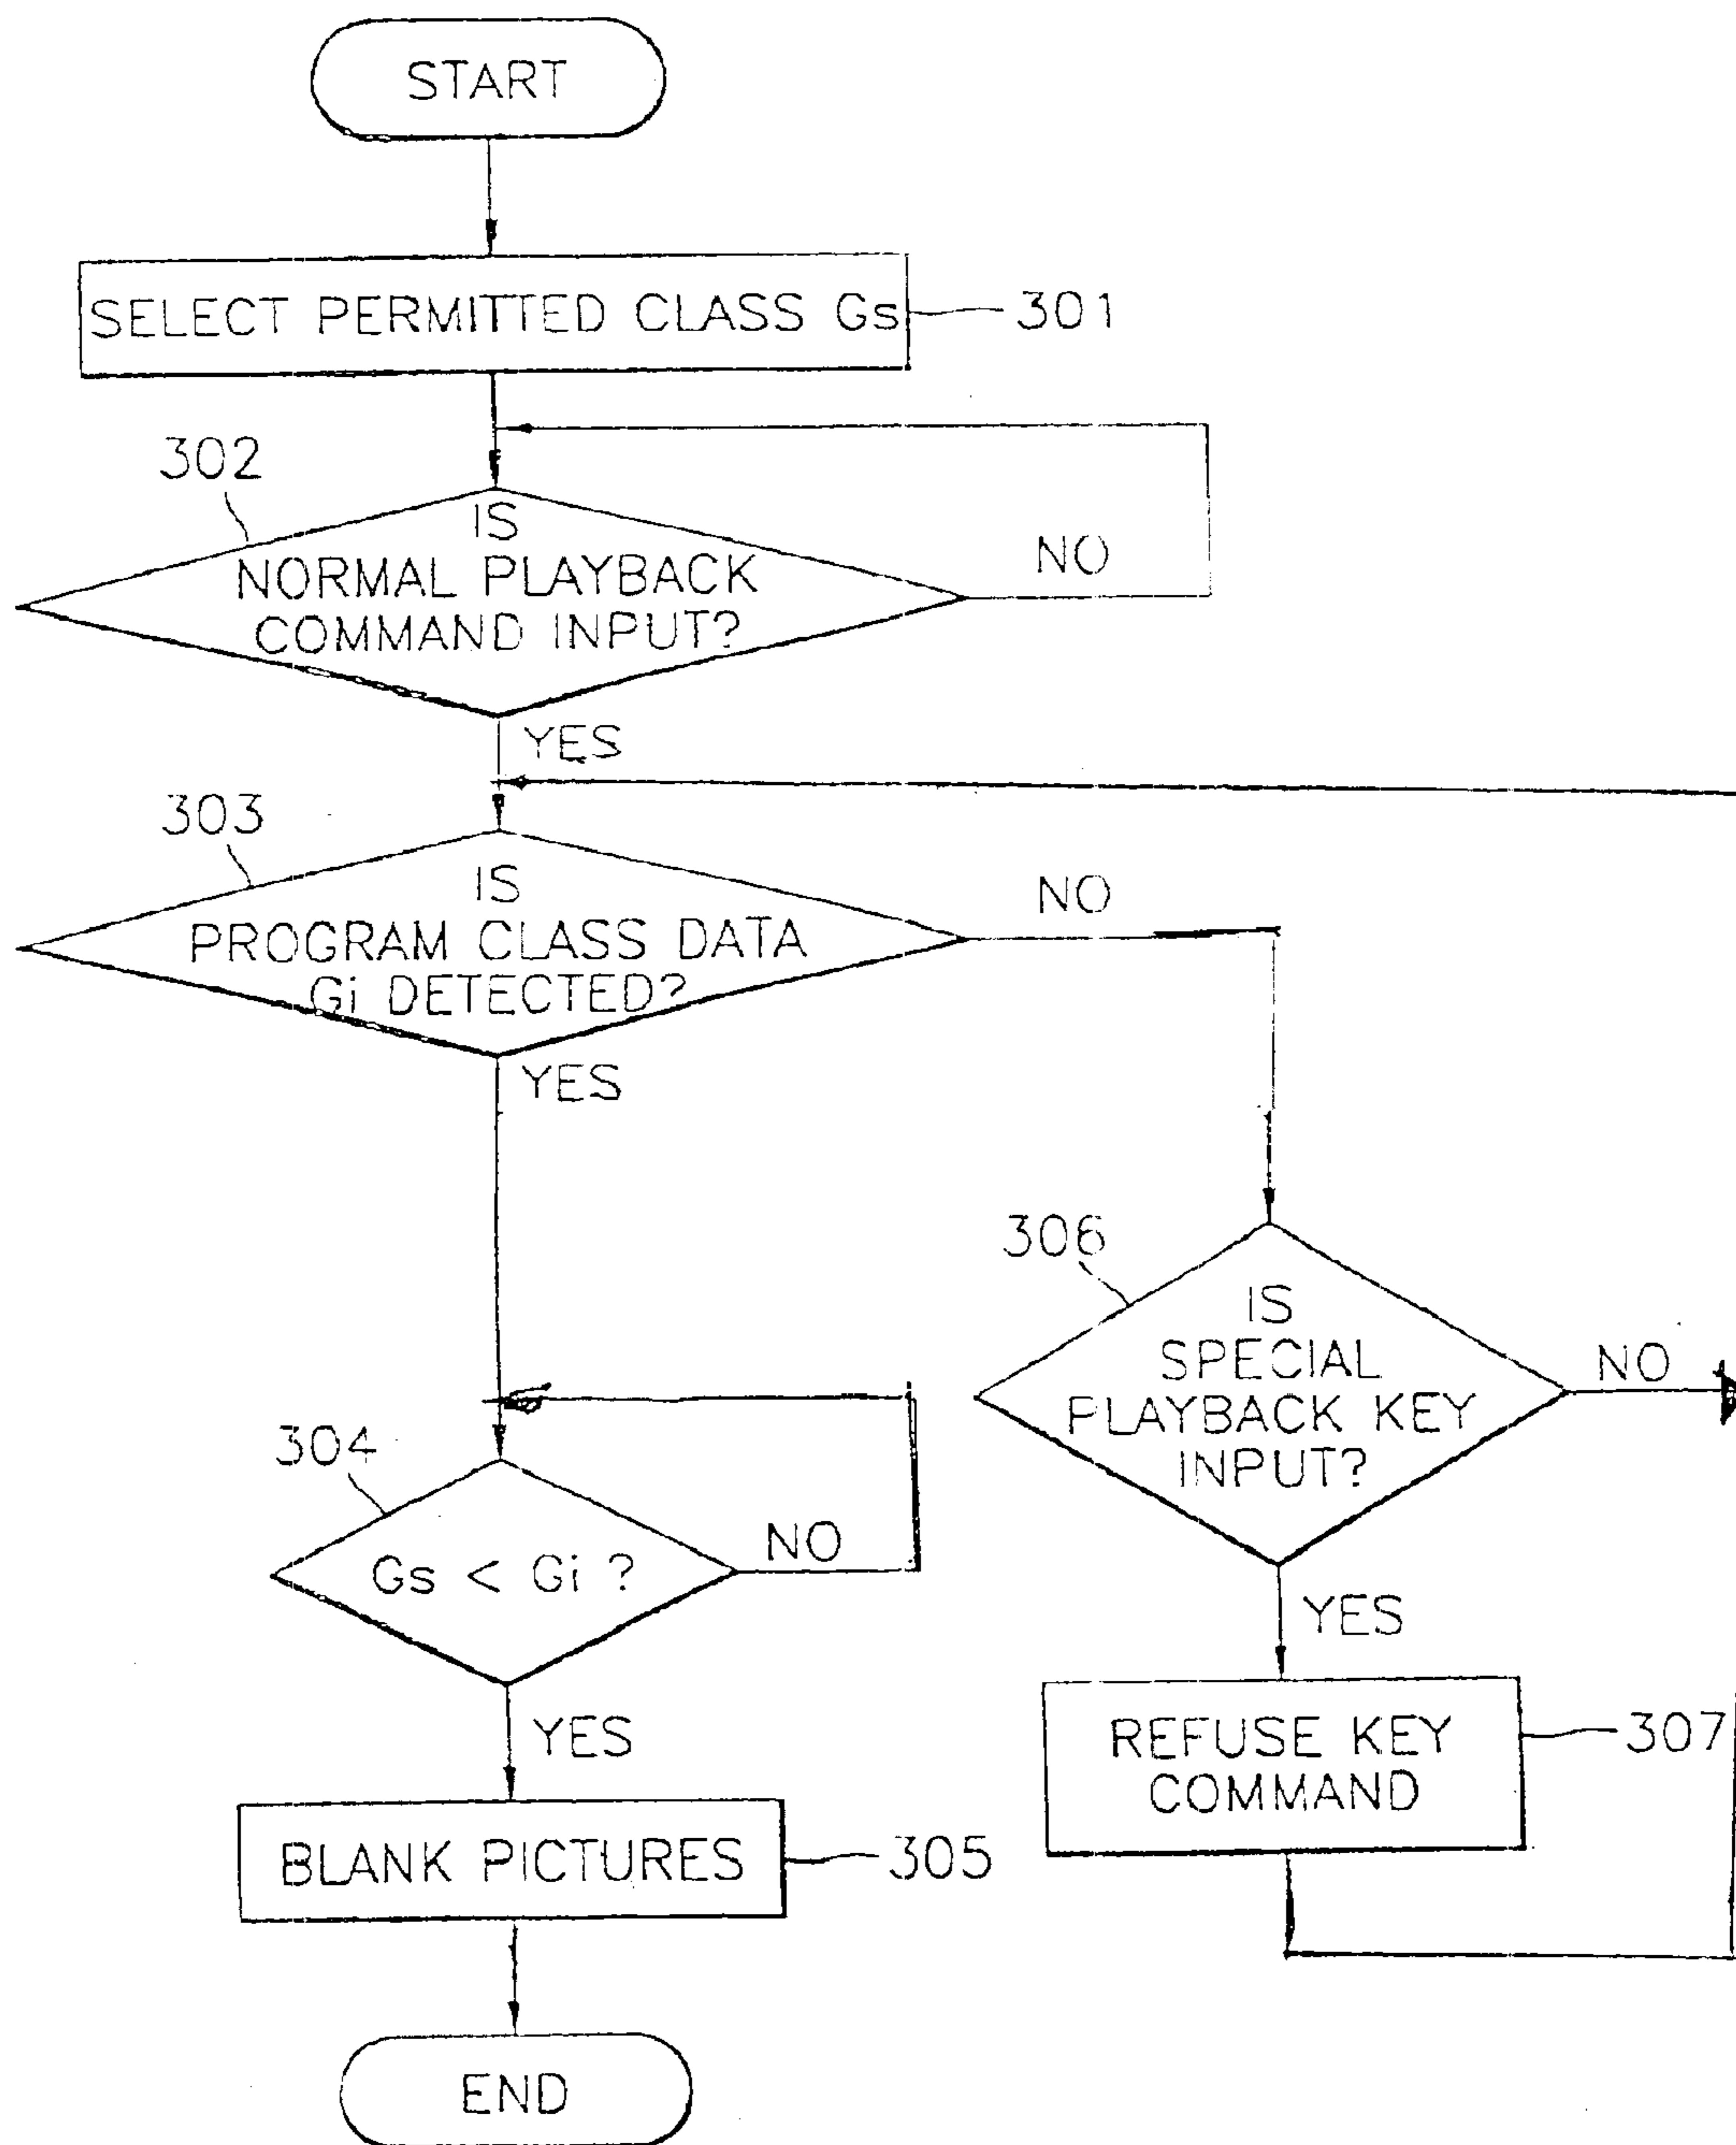 START
SELECT PERMITTED CLASS Gs
301
302
IS
NORMAL PLAYBACK
COMMAND INPUT?
NO
YES
303
IS
PROGRAM CLASS DATA
Gi DETECTED?
NO
YES
306
IS
SPECIAL
PLAYBACK KEY
INPUT?
NO
304
Gs < Gi ?
NO
YES
YES
REFUSE KEY
COMMAND
307
BLANK PICTURES
305
END